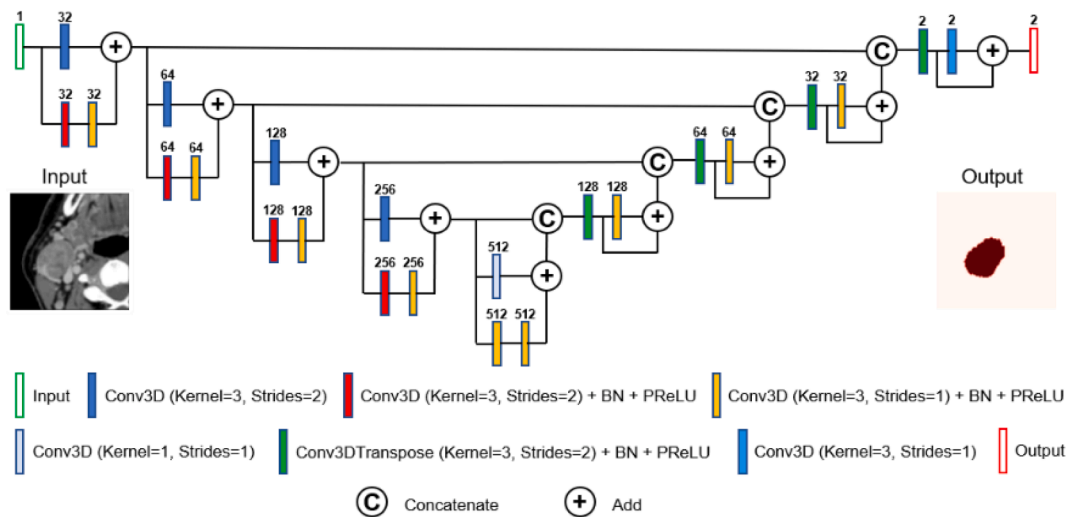 1 32 2 2 2
32 32
64
32 32
64 64
128
64 64
128 128
256
128 128
256 256
512
512 512
Input
Output
Input Conv3D (Kernel=3, Strides=2) Conv3D (Kernel=3, Strides=2) + BN + PReLU Conv3D (Kernel=3, Strides=1) + BN + PReLU
Conv3D (Kernel=1, Strides=1) Conv3DTranspose (Kernel=3, Strides=2) + BN + PReLU Conv3D (Kernel=3, Strides=1) Output
C Concatenate + Add